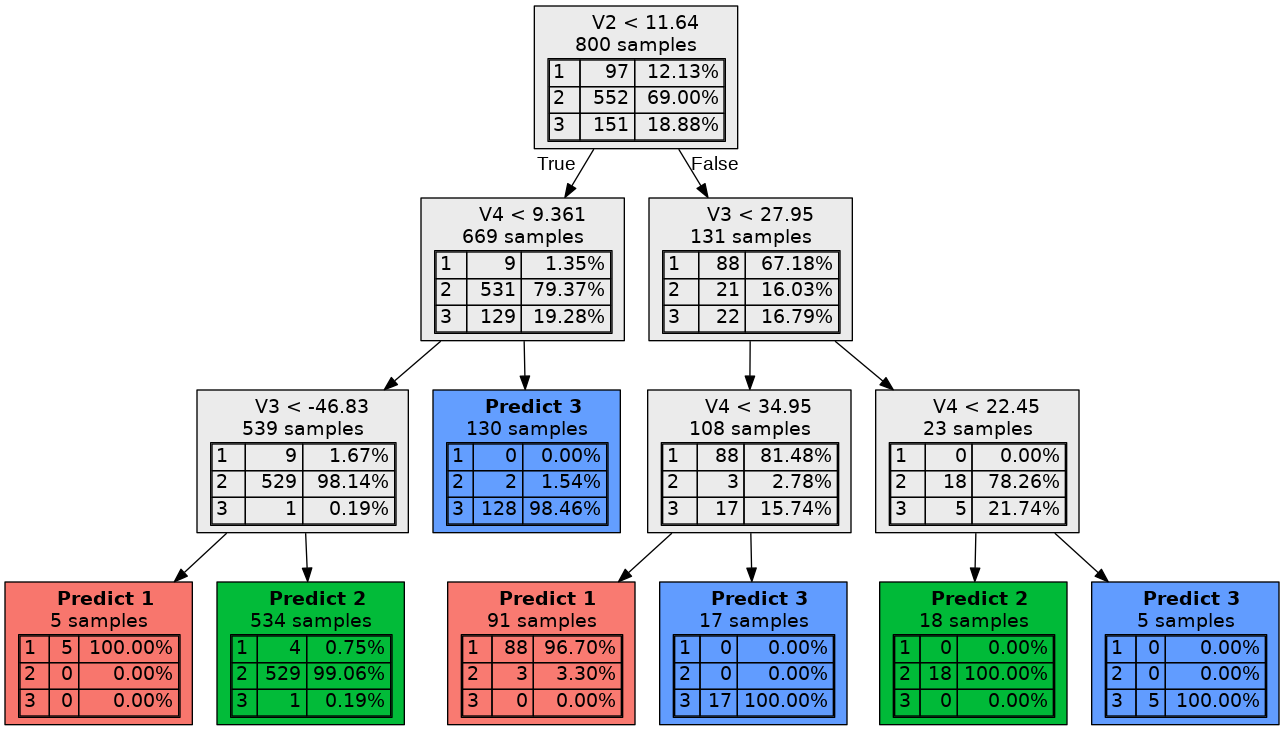 V2 < 11.64
800 samples
1 97 12.13%
2 552 69.00%
3 151 18.88%
True
False
V4 < 9.361
669 samples
1 9 1.35%
2 531 79.37%
3 129 19.28%
V3 < 27.95
131 samples
1 88 67.18%
2 21 16.03%
3 22 16.79%
V3 < -46.83
539 samples
1 9 1.67%
2 529 98.14%
3 1 0.19%
Predict 3
130 samples
1 0 0.00%
2 2 1.54%
3 128 98.46%
V4 < 34.95
108 samples
1 88 81.48%
2 3 2.78%
3 17 15.74%
V4 < 22.45
23 samples
1 0 0.00%
2 18 78.26%
3 5 21.74%
Predict 1
5 samples
1 5 100.00%
2 0 0.00%
3 0 0.00%
Predict 2
534 samples
1 4 0.75%
2 529 99.06%
3 1 0.19%
Predict 1
91 samples
1 88 96.70%
2 3 3.30%
3 0 0.00%
Predict 3
17 samples
1 0 0.00%
2 0 0.00%
3 17 100.00%
Predict 2
18 samples
1 0 0.00%
2 18 100.00%
3 0 0.00%
Predict 3
5 samples
1 0 0.00%
2 0 0.00%
3 5 100.00%